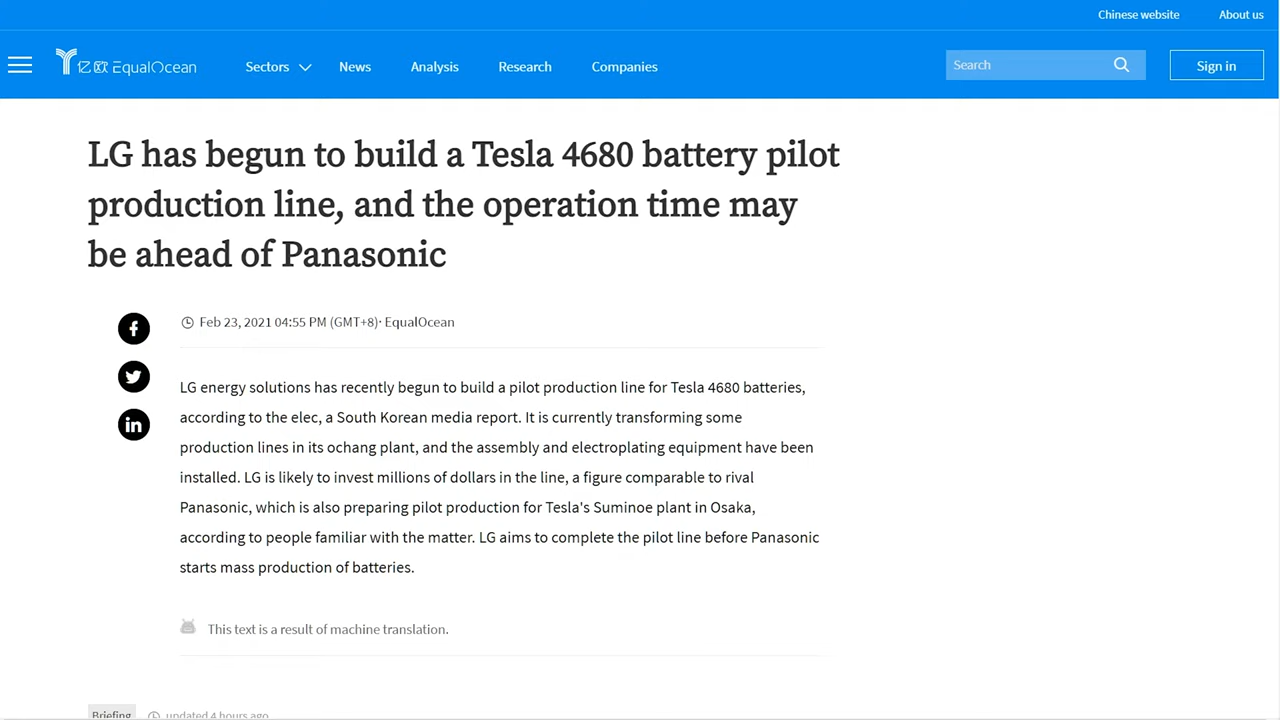 Chinese website About us
亿欧 EqualOcean Sectors News Analysis Research Companies Search Sign in
LG has begun to build a Tesla 4680 battery pilot
production line, and the operation time may
be ahead of Panasonic
Feb 23, 2021 04:55 PM (GMT+8)· EqualOcean
LG energy solutions has recently begun to build a pilot production line for Tesla 4680 batteries,
according to the elec, a South Korean media report. It is currently transforming some
production lines in its ochang plant, and the assembly and electroplating equipment have been
installed. LG is likely to invest millions of dollars in the line, a figure comparable to rival
Panasonic, which is also preparing pilot production for Tesla's Suminoe plant in Osaka,
according to people familiar with the matter. LG aims to complete the pilot line before Panasonic
starts mass production of batteries.
This text is a result of machine translation.
Briefing updated 4 hours ago